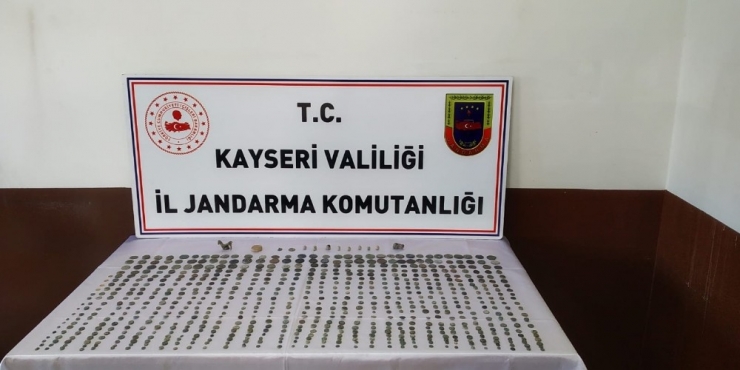 T.C.
KAYSERİ VALİLİĞİ
İL JANDARMA KOMUTANLIĞI